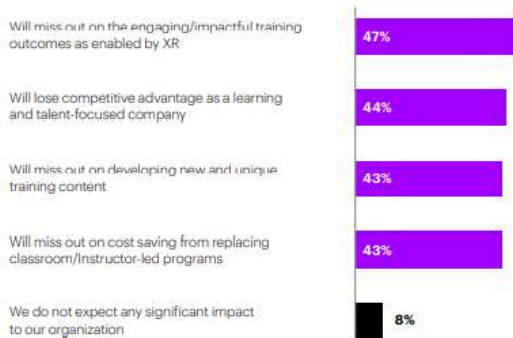 Will miss out on the engaging/impactful training
outcomes as enabled by XR
47%
Will lose competitive advantage as a learning
and talent-focused company
44%
Will miss out on developing new and unique
training content
43%
Will miss out on cost saving from replacing
classroom/Instructor-led programs
43%
We do not expect any significant impact
to our organization
8%